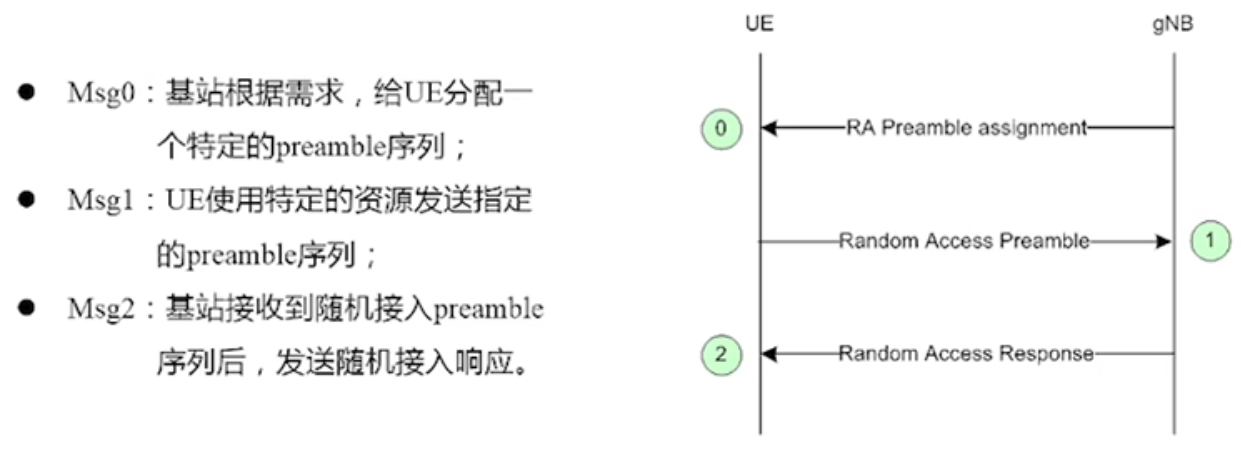 ● Msg0：基站根据需求，给UE分配一
个特定的preamble序列；
● Msg1：UE使用特定的资源发送指定
的preamble序列；
● Msg2：基站接收到随机接入preamble
序列后，发送随机接入响应。
UE
gNB
0
RA Preamble assignment
Random Access Preamble
1
2
Random Access Response